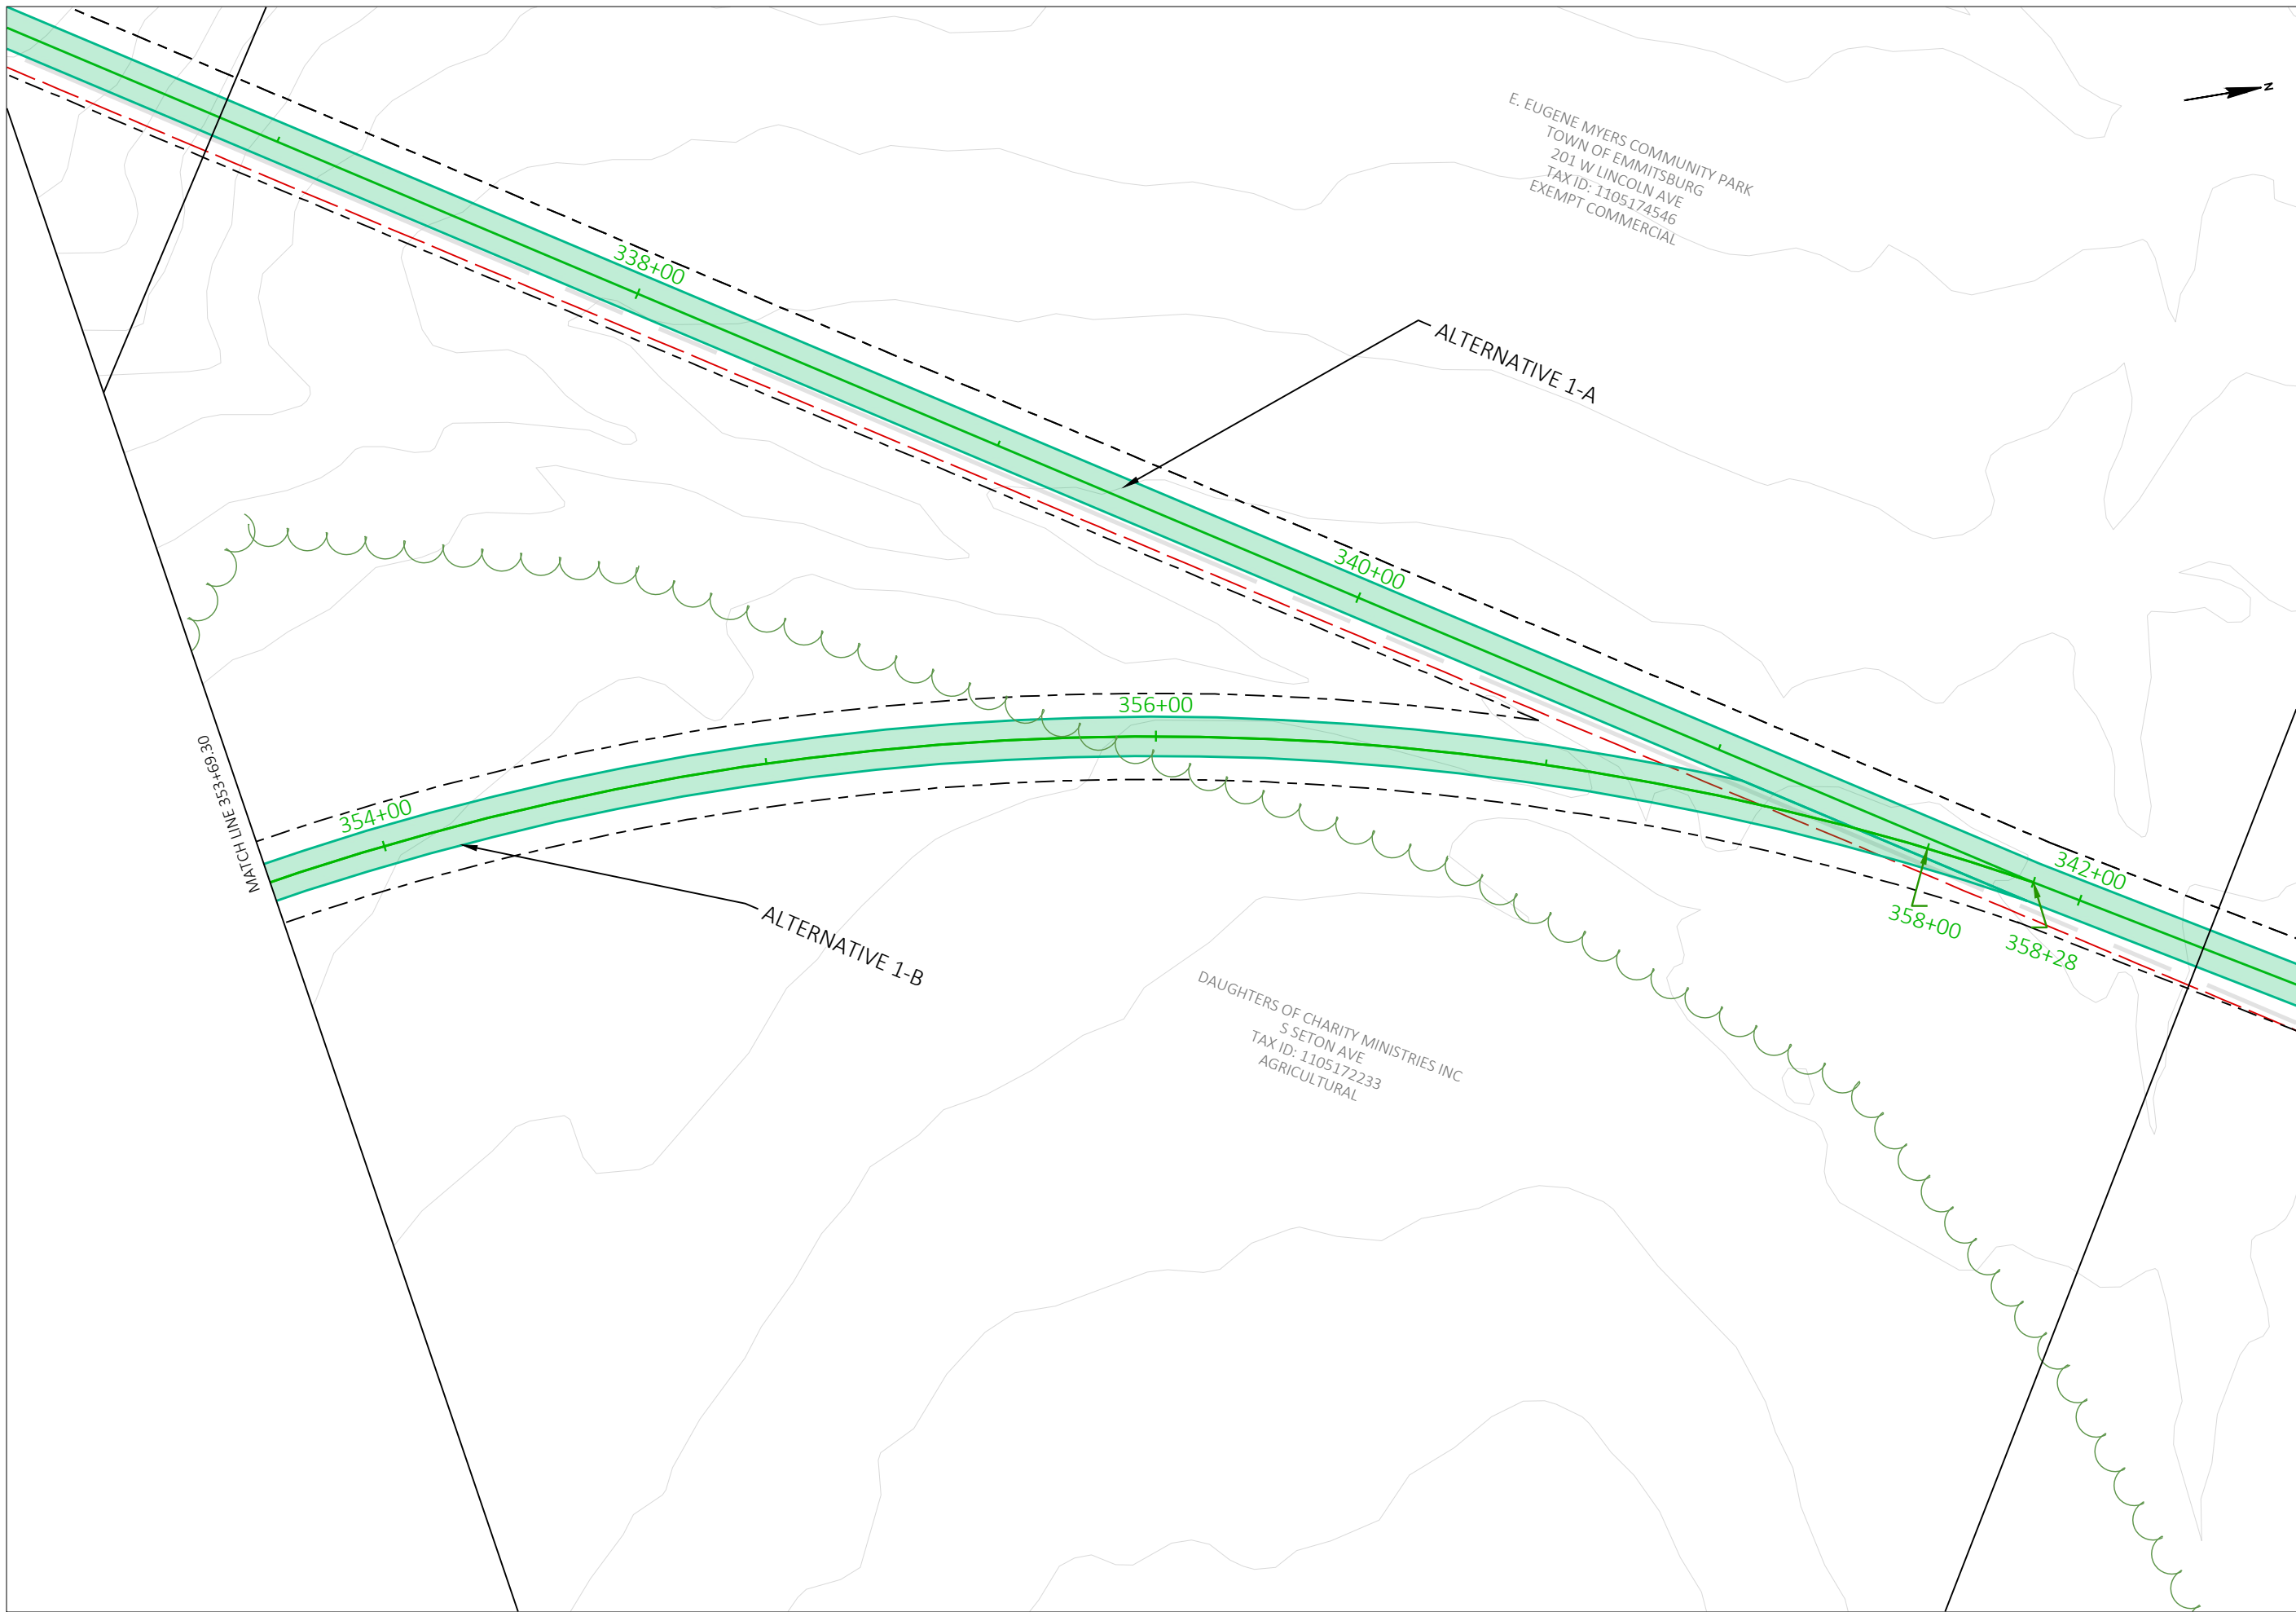 N
E. EUGENE MYERS COMMUNITY PARK
TOWN OF EMMITSBURG
201 W LINCOLN AVE
TAX ID: 1105174546
EXEMPT COMMERCIAL
338+00
ALTERNATIVE 1-A
340+00
356+00
MATCH LINE 353+69.30
354+00
342+00
ALTERNATIVE 1-B
358+00
358+28
DAUGHTERS OF CHARITY MINISTRIES INC
S SETON AVE
TAX ID: 1105172233
AGRICULTURAL